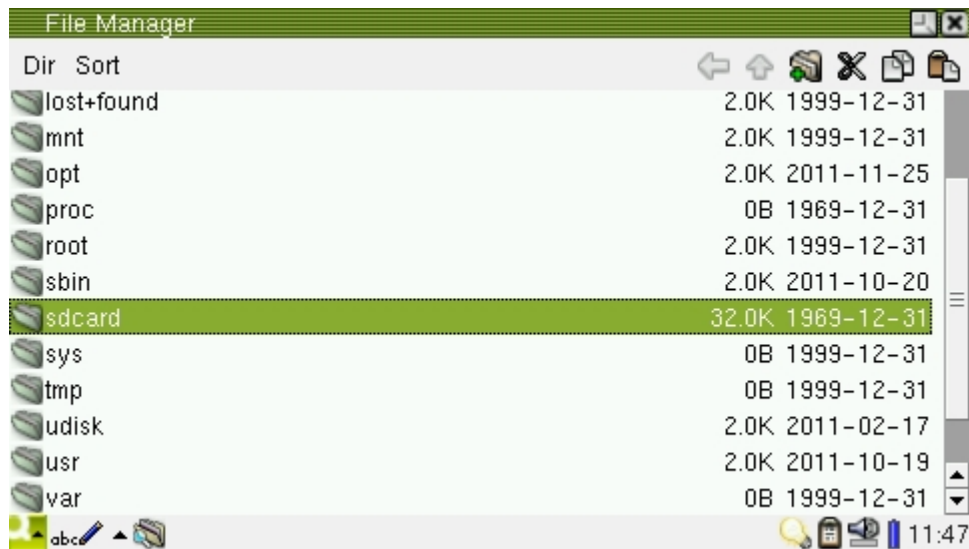 File Manager
Dir Sort
lost+found 2.0K 1999-12-31
mnt 2.0K 1999-12-31
opt 2.0K 2011-11-25
proc 0B 1969-12-31
root 2.0K 1999-12-31
sbin 2.0K 2011-10-20
sdcard 32.0K 1969-12-31
sys 0B 1999-12-31
tmp 0B 1999-12-31
udisk 2.0K 2011-02-17
usr 2.0K 2011-10-19
var 0B 1999-12-31
abc 11:47